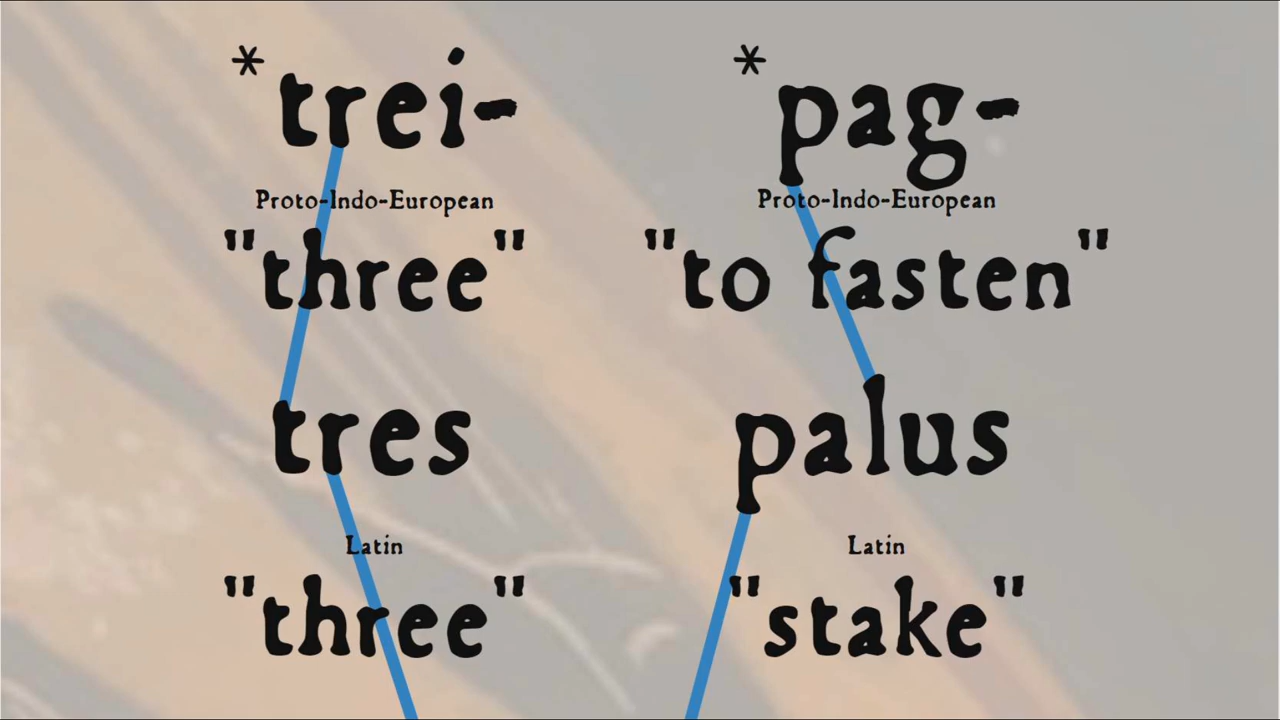 *trei- *pag-
Proto-Indo-European Proto-Indo-European
"three" "to fasten"
tres palus
Latin Latin
"three" "stake"